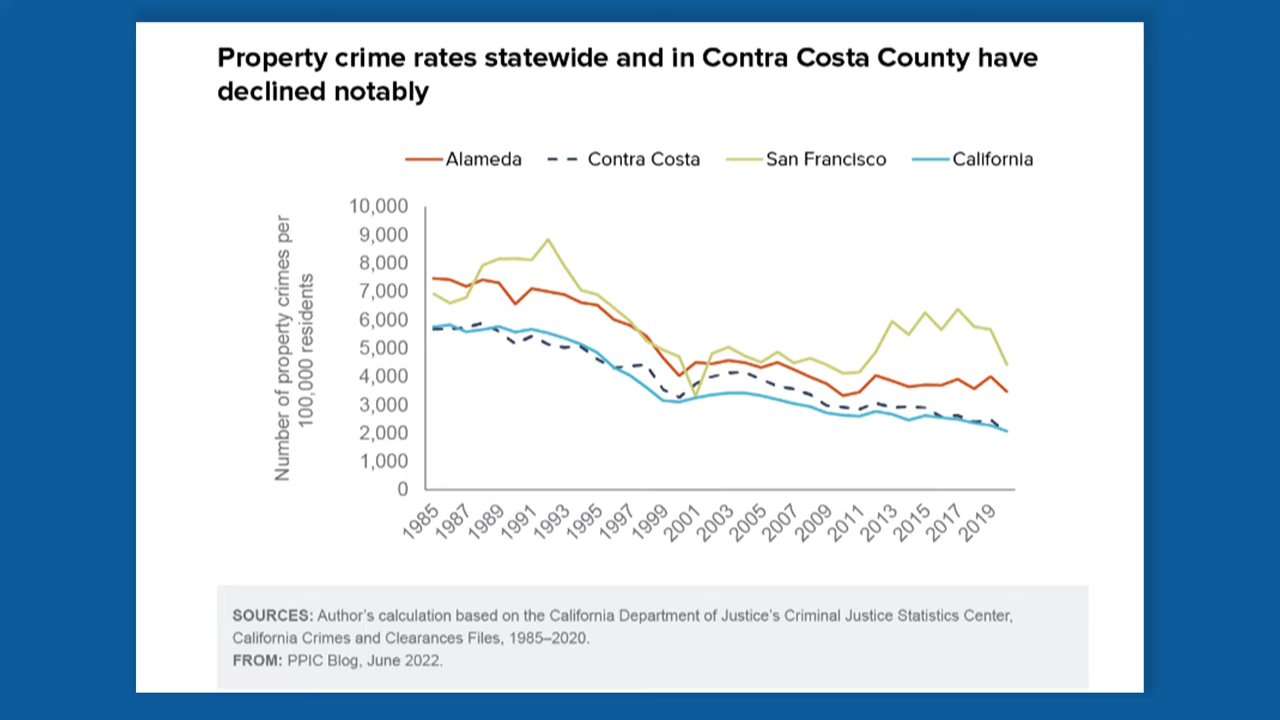 Property crime rates statewide and in Contra Costa County have
declined notably
Alameda Contra Costa San Francisco California
Number of property crimes per
100,000 residents
10,000
9,000
8,000
7,000
6,000
5,000
4,000
3,000
2,000
1,000
0
1985 1987 1989 1991 1993 1995 1997 1999 2001 2003 2005 2007 2009 2011 2013 2015 2017 2019
SOURCES: Author's calculation based on the California Department of Justice's Criminal Justice Statistics Center,
California Crimes and Clearances Files, 1985–2020.
FROM: PPIC Blog, June 2022.